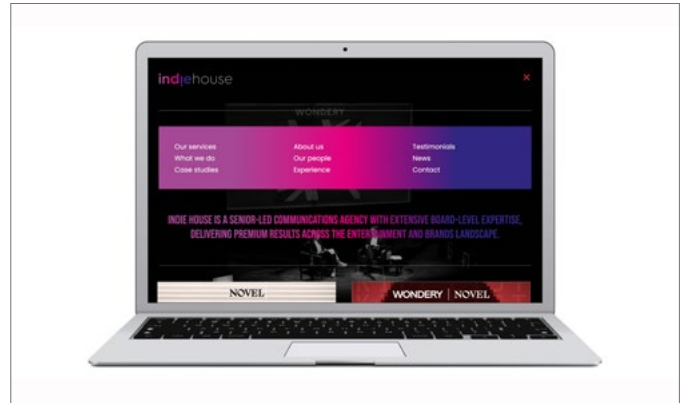 indiehouse
WONDERY
Our services About us Testimonials
What we do Our people News
Case studies Experience Contact
INDIE HOUSE IS A SENIOR-LED COMMUNICATIONS AGENCY WITH EXTENSIVE BOARD-LEVEL EXPERTISE,
DELIVERING PREMIUM RESULTS ACROSS THE ENTERTAINMENT AND BRANDS LANDSCAPE.
NOVEL WONDERY | NOVEL